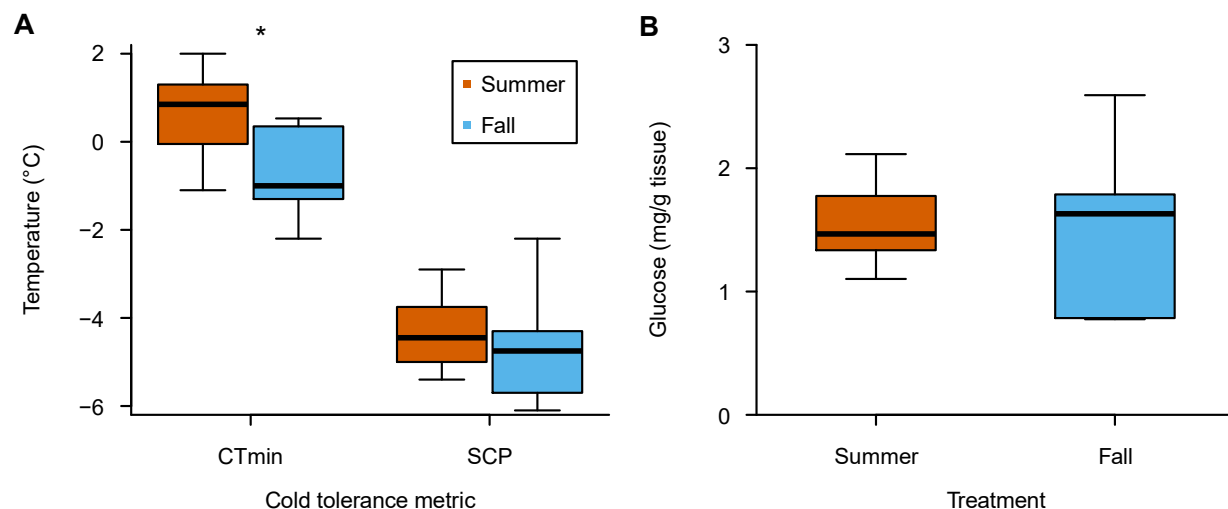 A
*
2
0
−2
−4
−6
Temperature (°C)
Summer
Fall
CTmin
SCP
Cold tolerance metric
B
3
2
1
0
Glucose (mg/g tissue)
Summer
Fall
Treatment